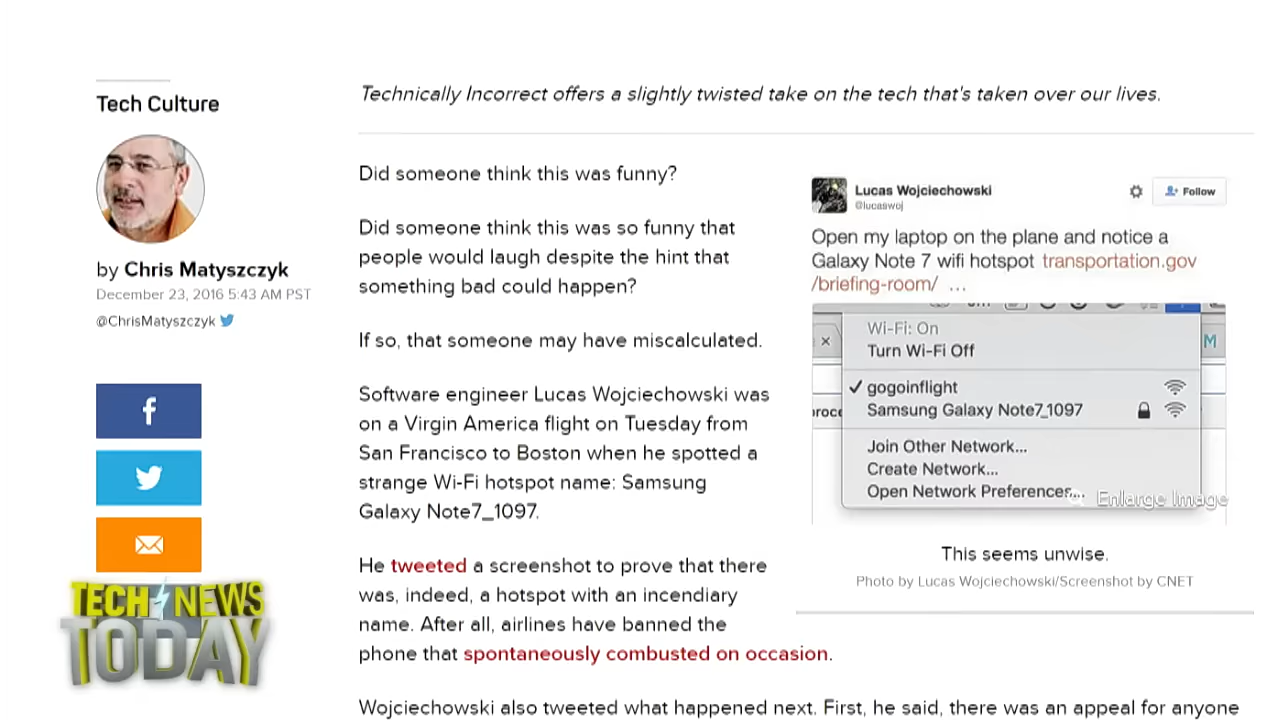 Tech Culture
by Chris Matyszczyk
December 23, 2016 5:43 AM PST
@ChrisMatyszczyk
f
TECH NEWS
TODAY
Technically Incorrect offers a slightly twisted take on the tech that's taken over our lives.
Did someone think this was funny?
Did someone think this was so funny that
people would laugh despite the hint that
something bad could happen?
If so, that someone may have miscalculated.
Software engineer Lucas Wojciechowski was
on a Virgin America flight on Tuesday from
San Francisco to Boston when he spotted a
strange Wi-Fi hotspot name: Samsung
Galaxy Note7_1097.
He tweeted a screenshot to prove that there
was, indeed, a hotspot with an incendiary
name. After all, airlines have banned the
phone that spontaneously combusted on occasion.
Wojciechowski also tweeted what happened next. First, he said, there was an appeal for anyone
Lucas Wojciechowski
@lucaswoj
Follow
Open my laptop on the plane and notice a
Galaxy Note 7 wifi hotspot transportation.gov
/briefing-room/ ...
Wi-Fi: On
Turn Wi-Fi Off
M
gogoinflight
Samsung Galaxy Note7_1097
Join Other Network...
Create Network...
Open Network Preferences...
Enlarge Image
This seems unwise.
Photo by Lucas Wojciechowski/Screenshot by CNET